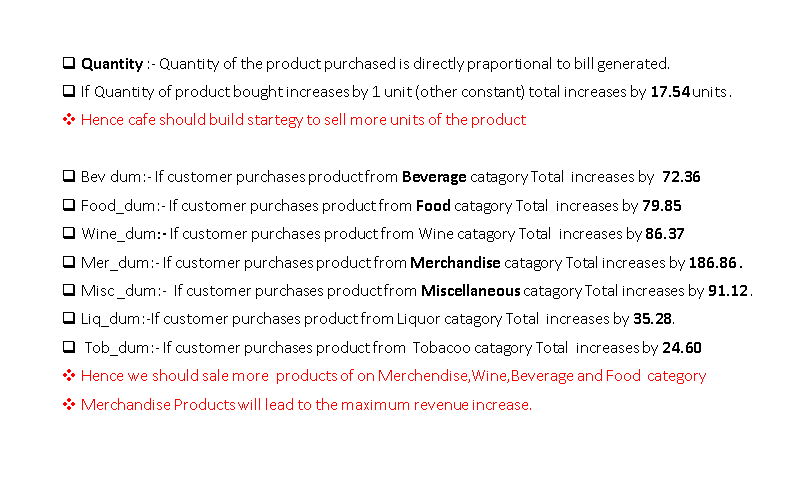 Quantity :- Quantity of the product purchased is directly praportional to bill generated.
If Quantity of product bought increases by 1 unit (other constant) total increases by 17.54 units .
Hence cafe should build startegy to sell more units of the product
Bev dum:- If customer purchases product from Beverage catagory Total increases by 72.36
Food_dum:- If customer purchases product from Food catagory Total increases by 79.85
Wine_dum:- If customer purchases product from Wine catagory Total increases by 86.37
Mer_dum:- If customer purchases product from Merchandise catagory Total increases by 186.86 .
Misc _dum:- If customer purchases product from Miscellaneous catagory Total increases by 91.12 .
Liq_dum:-If customer purchases product from Liquor catagory Total increases by 35.28.
Tob_dum:- If customer purchases product from Tobacoo catagory Total increases by 24.60
Hence we should sale more products of on Merchendise,Wine,Beverage and Food category
Merchandise Products will lead to the maximum revenue increase.